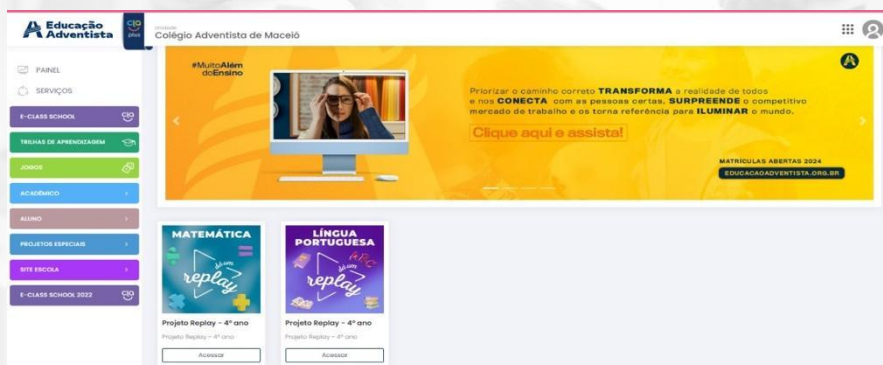 Educação
Adventista
CPB
plus
Unidade
Colégio Adventista de Maceió
PAINEL
SERVIÇOS
E-CLASS SCHOOL
TRILHAS DE APRENDIZAGEM
JOGOS
ACADÊMICO
ALUNO
PROJETOS ESPECIAIS
SITE ESCOLA
E-CLASS SCHOOL 2022
#MuitoAlém
doEnsino
Priorizar o caminho correto TRANSFORMA a realidade de todos
e nos CONECTA com as pessoas certas, SURPREENDE o competitivo
mercado de trabalho e os torna referência para ILUMINAR o mundo.
Clique aqui e assista!
MATRÍCULAS ABERTAS 2024
EDUCACAOADVENTISTA.ORG.BR
MATEMÁTICA
replay
Projeto Replay - 4º ano
Projeto Replay - 4º ano
Acessar
LÍNGUA
PORTUGUESA
ABC
replay
Projeto Replay - 4º ano
Projeto Replay - 4º ano
Acessar